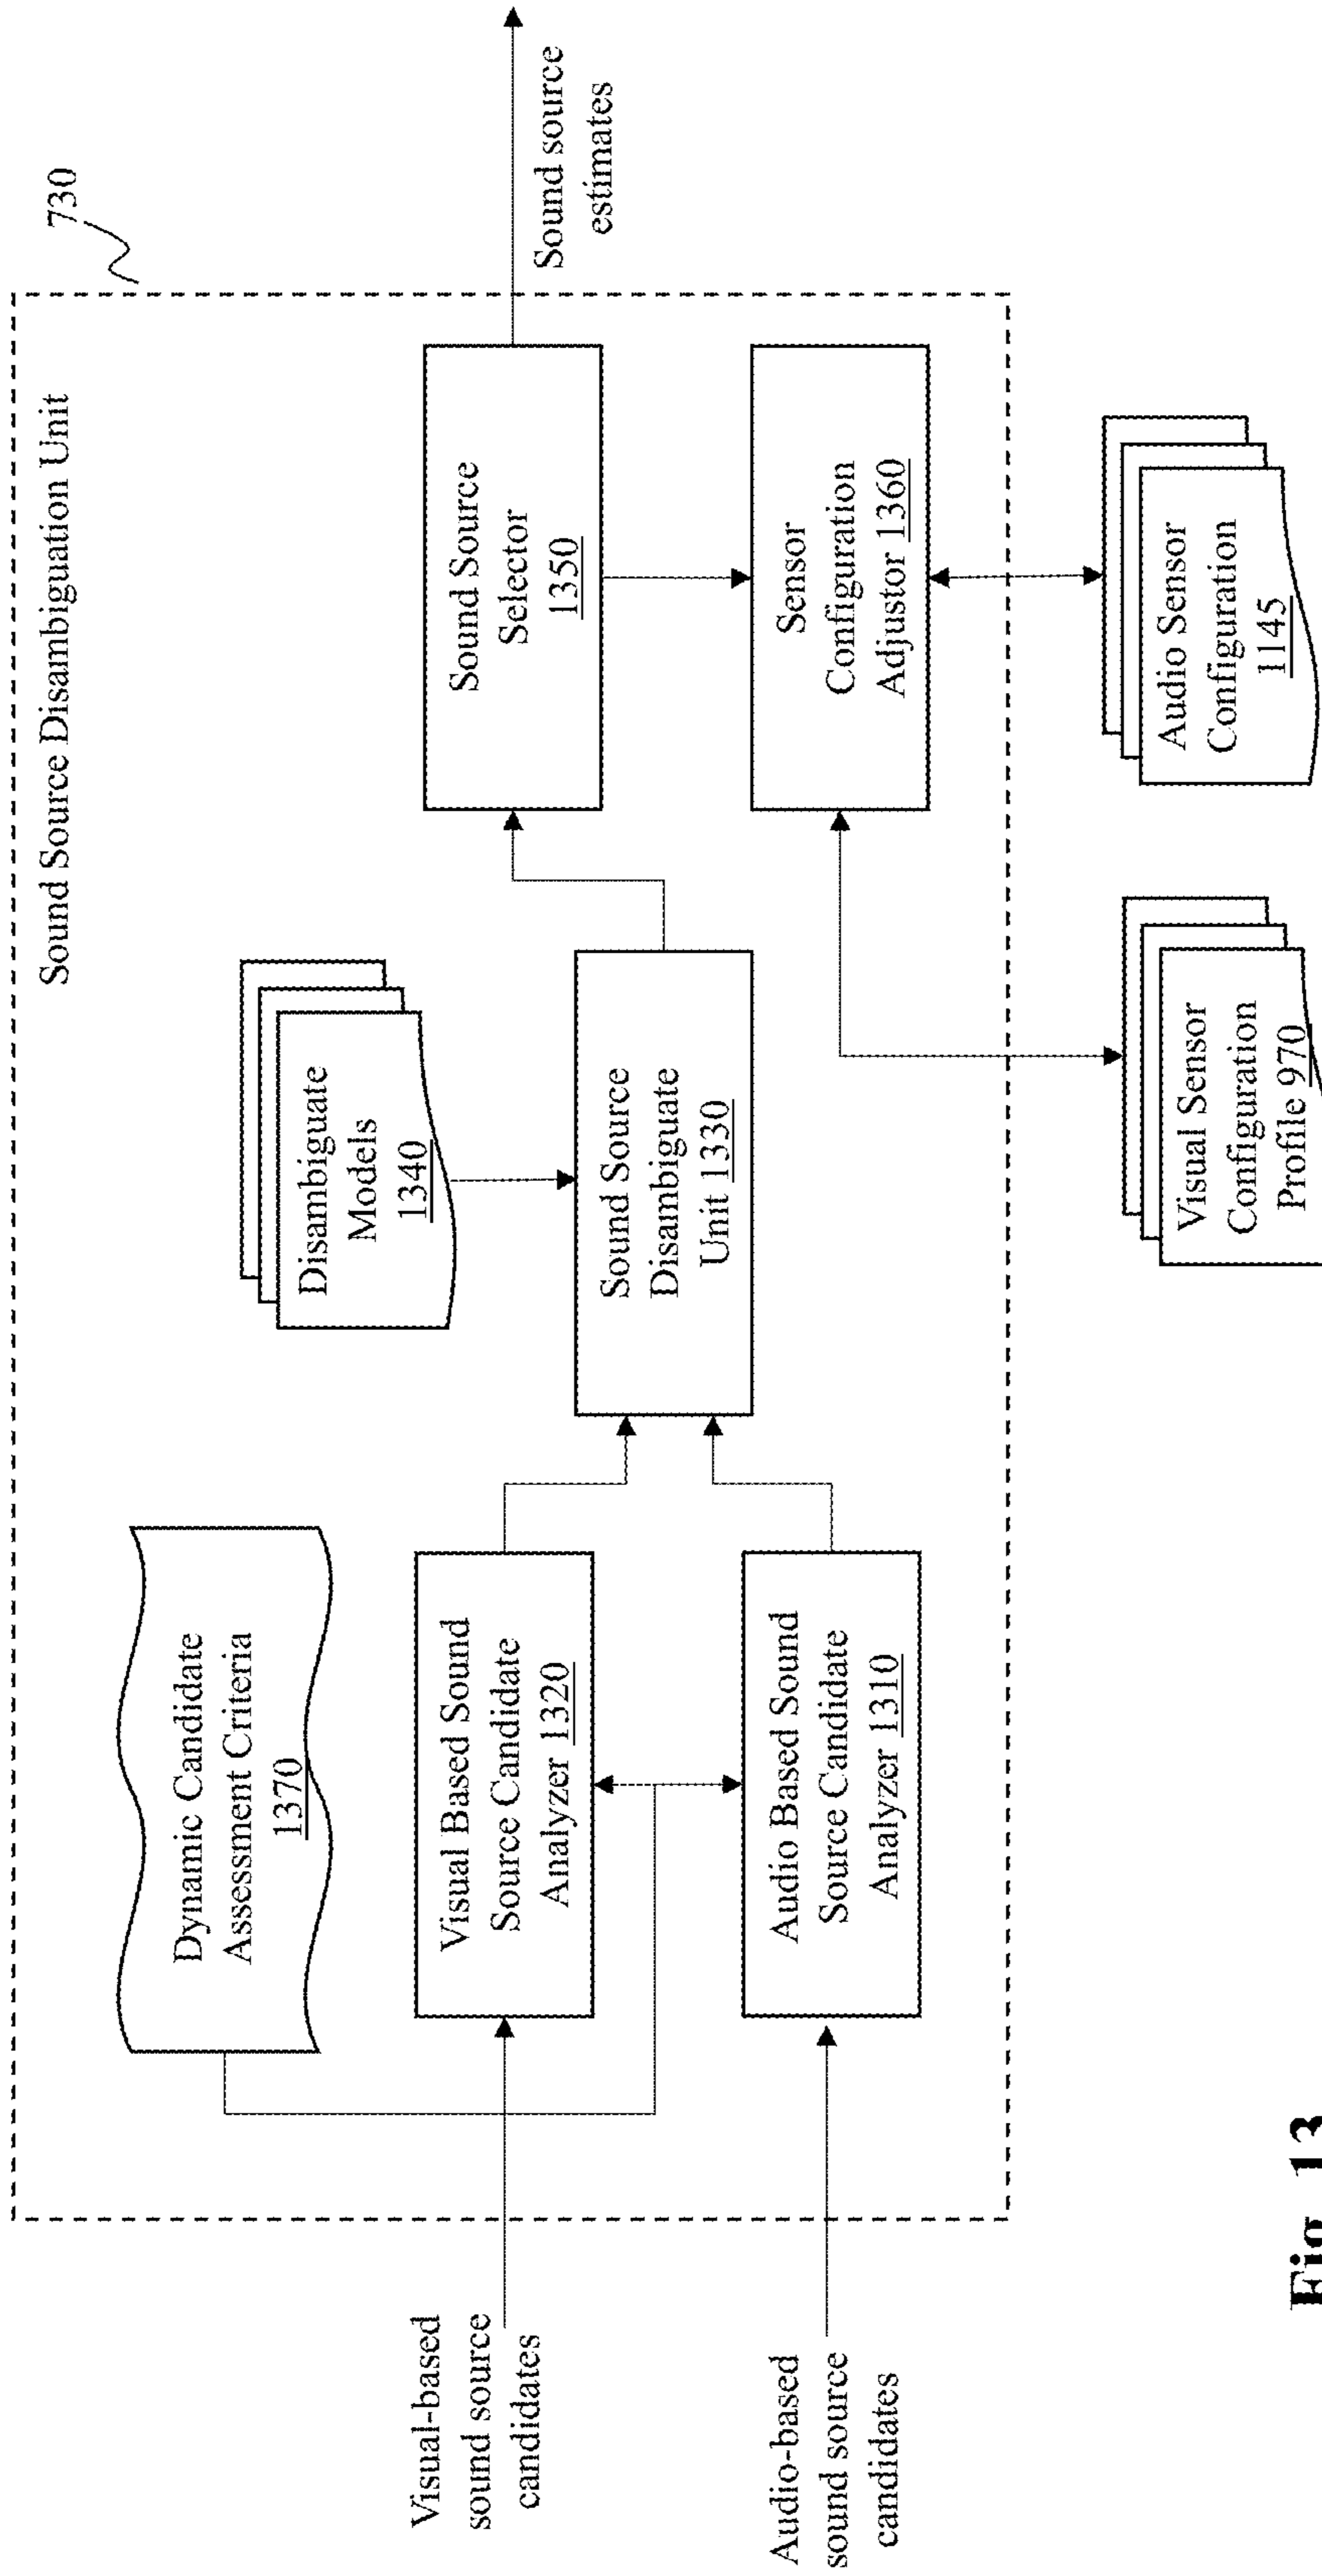 730
Sound Source Disambiguation Unit
Dynamic Candidate
Assessment Criteria
1370
Disambiguate
Models
1340
Visual-based
sound source
candidates
Visual Based Sound
Source Candidate
Analyzer 1320
Sound Source
Disambiguate
Unit 1330
Sound Source
Selector
1350
Sound source
estimates
Audio-based
sound source
candidates
Audio Based Sound
Source Candidate
Analyzer 1310
Sensor
Configuration
Adjustor 1360
Visual Sensor
Configuration
Profile 970
Audio Sensor
Configuration
1145
Fig. 13